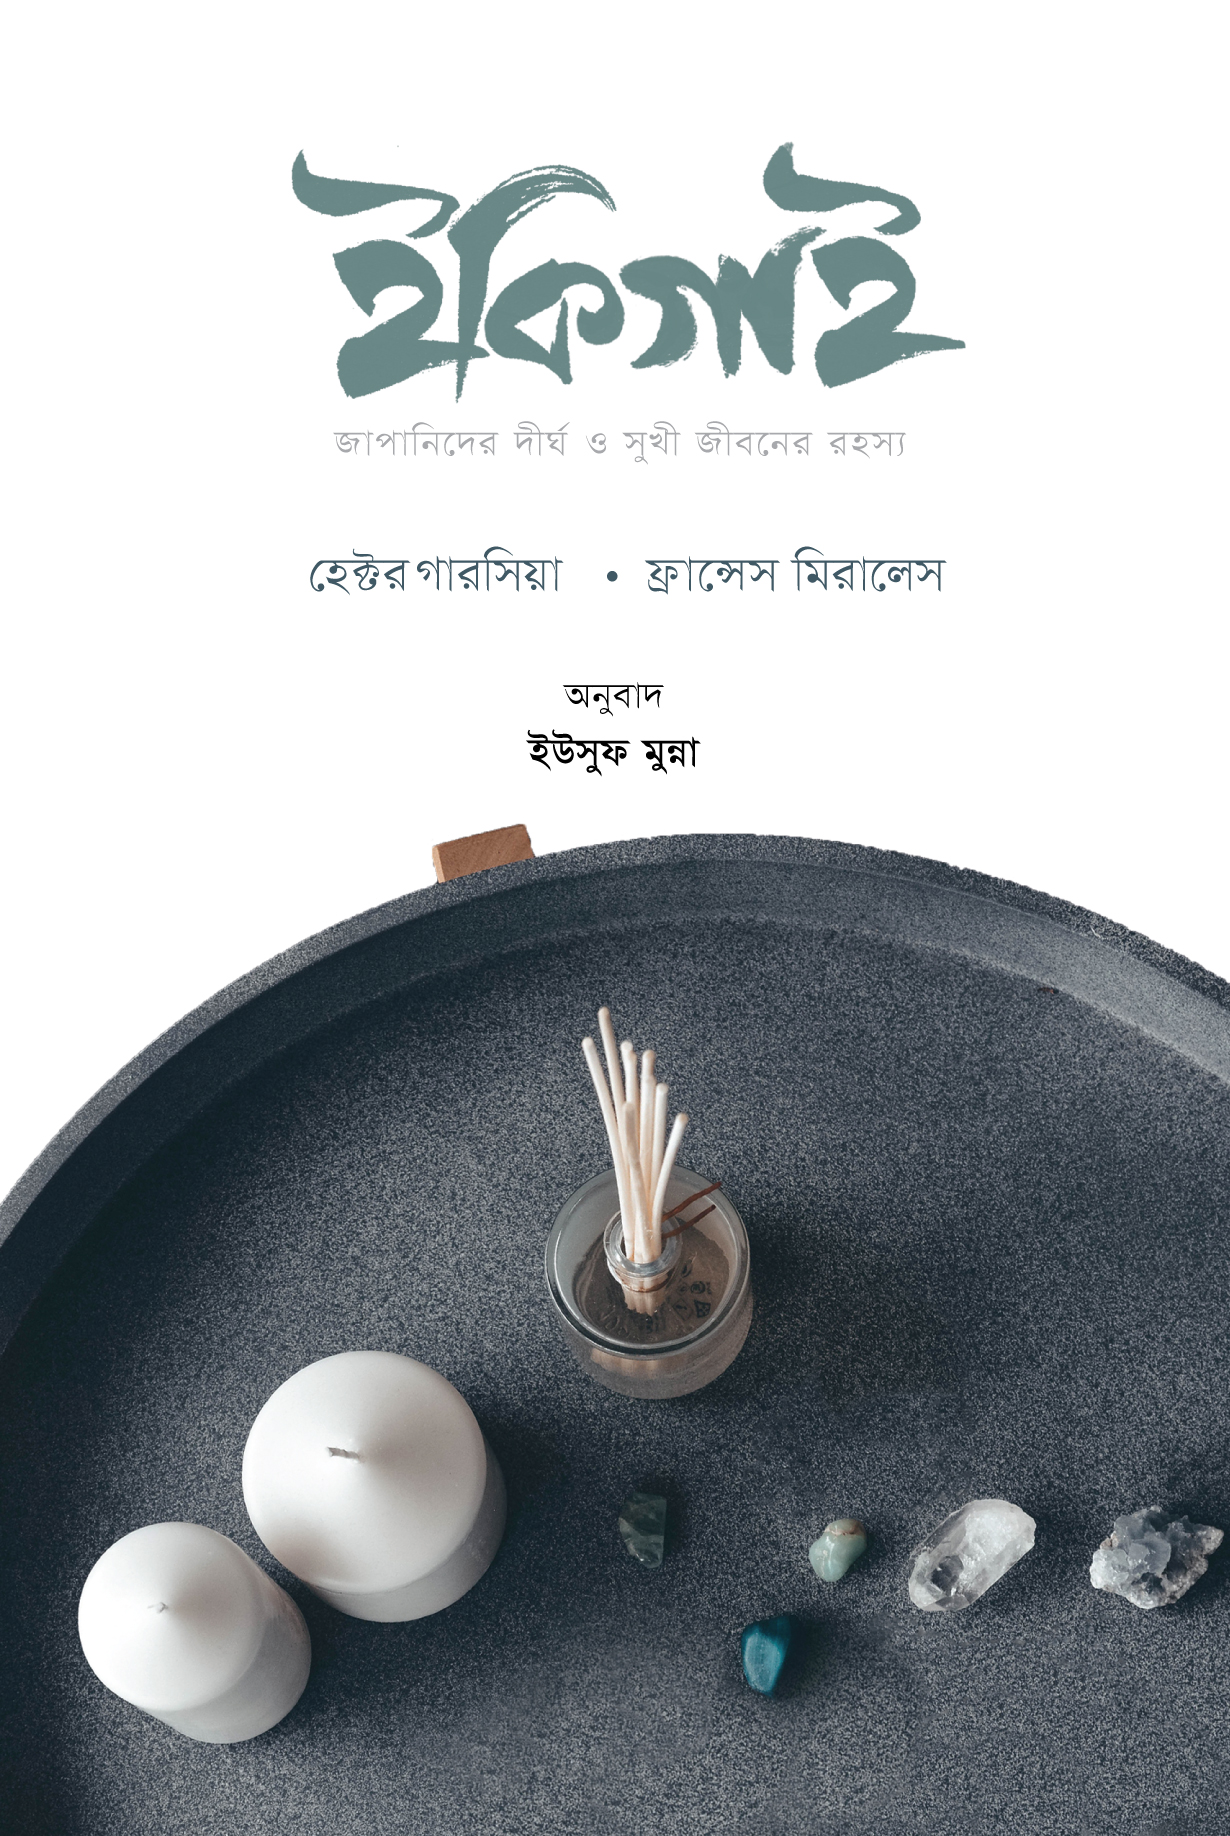 ইকিগাই
জাপানিদের দীর্ঘ ও সুখী জীবনের রহস্য
হেক্টর গারসিয়া • ফ্রান্সেস মিরালেস
অনুবাদ
ইউসুফ মুন্না